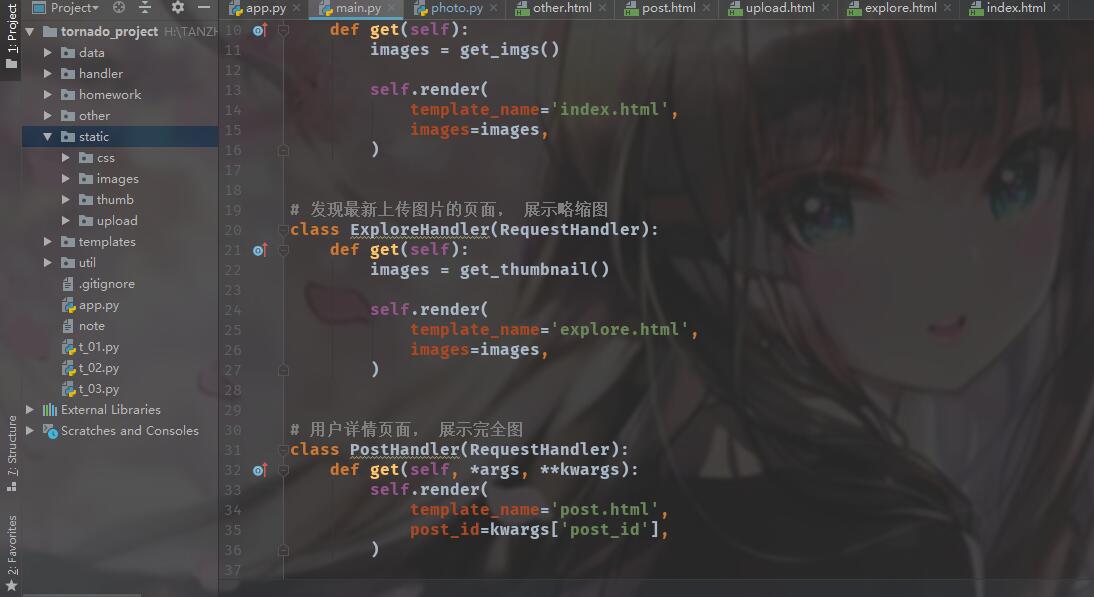 Project
app.py
main.py
photo.py
other.html
post.html
upload.html
explore.html
index.html
1: Project
7: Structure
2: Favorites
tornado_project H:\TANZH
data
handler
homework
other
static
css
images
thumb
upload
templates
util
.gitignore
app.py
note
t_01.py
t_02.py
t_03.py
External Libraries
Scratches and Consoles
10 def get(self):
11 images = get_imgs()
12
13 self.render(
14 template_name='index.html',
15 images=images,
16 )
17
18
19 # 发现最新上传图片的页面， 展示略缩图
20 class ExploreHandler(RequestHandler):
21 def get(self):
22 images = get_thumbnail()
23
24 self.render(
25 template_name='explore.html',
26 images=images,
27 )
28
29
30 # 用户详情页面， 展示完全图
31 class PostHandler(RequestHandler):
32 def get(self, *args, **kwargs):
33 self.render(
34 template_name='post.html',
35 post_id=kwargs['post_id'],
36 )
37